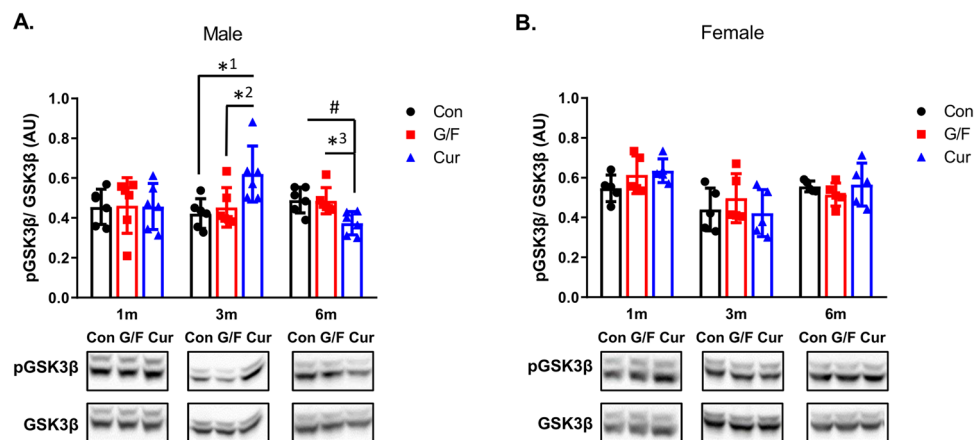 A.
Male
pGSK3β/ GSK3β (AU)
1.0
0.8
0.6
0.4
0.2
0.0
*1
*2
#
*3
Con
G/F
Cur
1m 3m 6m
Con G/F Cur Con G/F Cur Con G/F Cur
pGSK3β
GSK3β
B.
Female
pGSK3β/ GSK3β (AU)
1.0
0.8
0.6
0.4
0.2
0.0
Con
G/F
Cur
1m 3m 6m
Con G/F Cur Con G/F Cur Con G/F Cur
pGSK3β
GSK3β